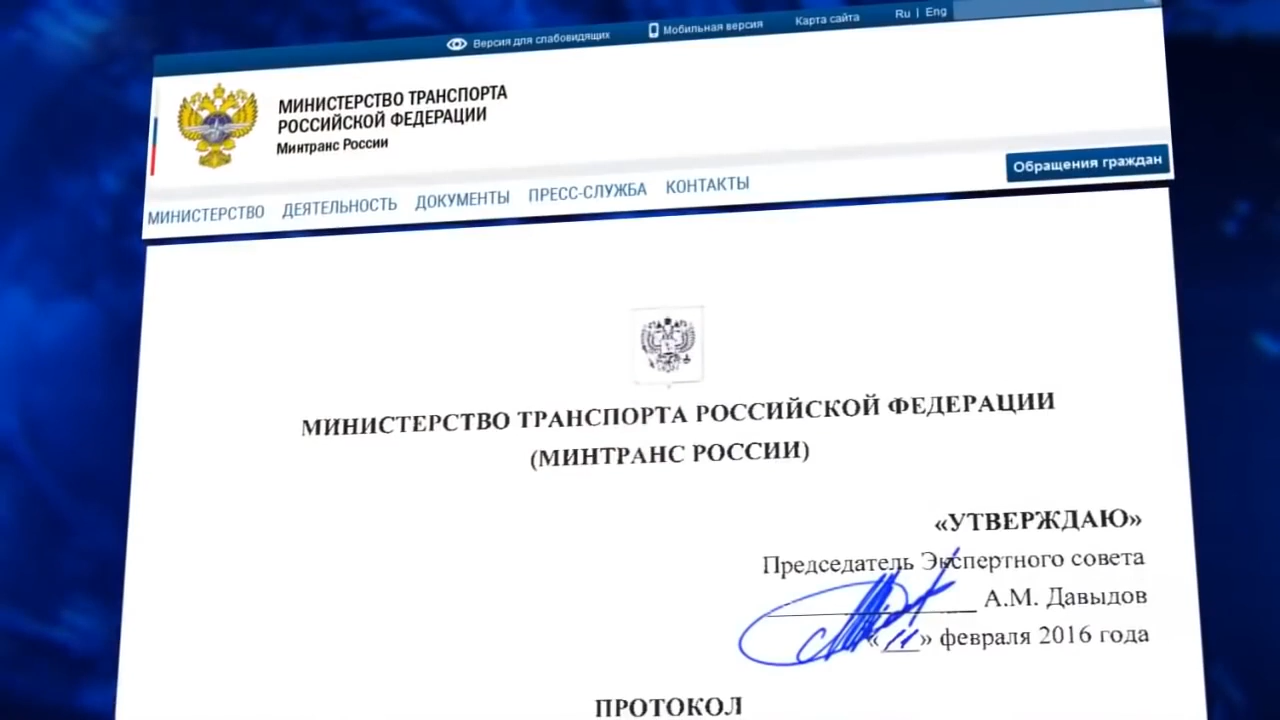 Версия для слабовидящих
Мобильная версия
Карта сайта
Ru | Eng
МИНИСТЕРСТВО ТРАНСПОРТА
РОССИЙСКОЙ ФЕДЕРАЦИИ
Минтранс России
Обращения граждан
МИНИСТЕРСТВО ДЕЯТЕЛЬНОСТЬ ДОКУМЕНТЫ ПРЕСС-СЛУЖБА КОНТАКТЫ
МИНИСТЕРСТВО ТРАНСПОРТА РОССИЙСКОЙ ФЕДЕРАЦИИ
(МИНТРАНС РОССИИ)
«УТВЕРЖДАЮ»
Председатель Экспертного совета
А.М. Давыдов
«11» февраля 2016 года
ПРОТОКОЛ